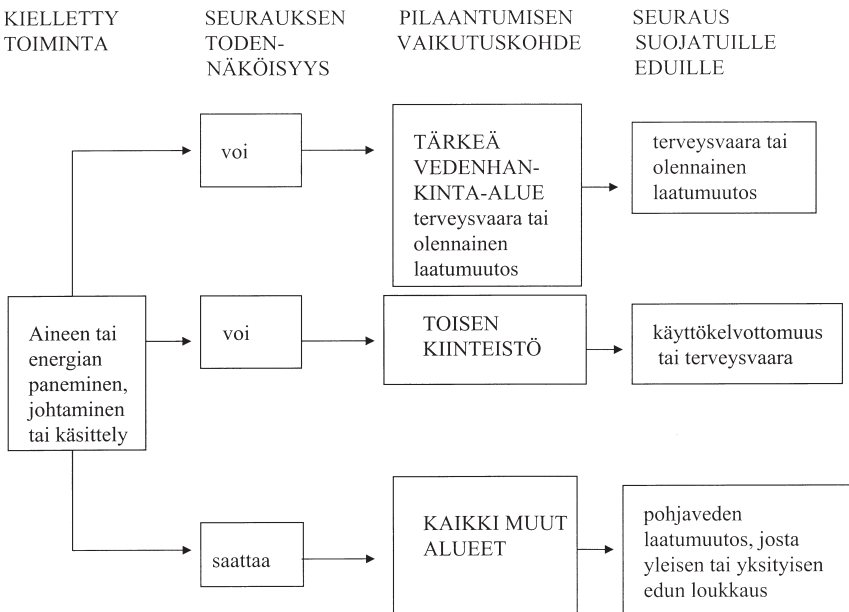 KIELLETTY
TOIMINTA
SEURAUKSEN
TODEN-
NÄKÖISYYS
PILAANTUMISEN
VAIKUTUSKOHDE
SEURAUS
SUOJATUILLE
EDUILLE
voi
TÄRKEÄ
VEDENHAN-
KINTA-ALUE
terveysvaara tai
olennainen
laatumuutos
terveysvaara tai
olennainen
laatumuutos
Aineen tai
energian
paneminen,
johtaminen
tai käsittely
voi
TOISEN
KIINTEISTÖ
käyttökelvottomuus
tai terveysvaara
saattaa
KAIKKI MUUT
ALUEET
pohjaveden
laatumuutos, josta
yleisen tai yksityisen
edun loukkaus